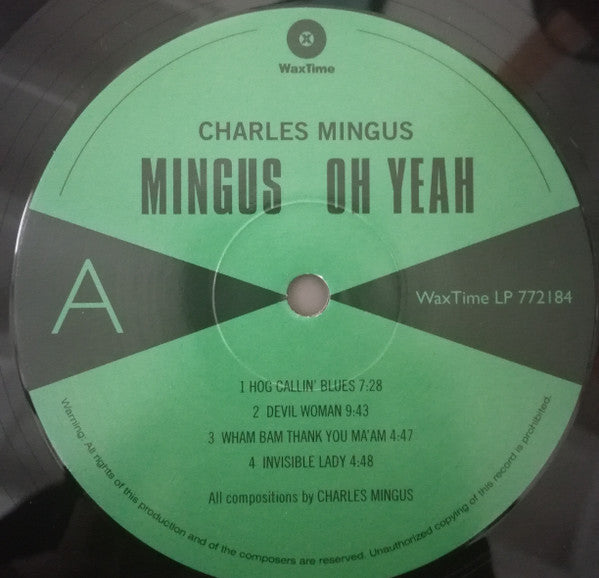 WaxTime
CHARLES MINGUS
MINGUS OH YEAH
A
WaxTime LP 772184
1 HOG CALLIN' BLUES 7:28
2 DEVIL WOMAN 9:43
3 WHAM BAM THANK YOU MA'AM 4:47
4 INVISIBLE LADY 4:48
All compositions by CHARLES MINGUS
Warning: All rights of this production and of the composers are reserved. Unauthorized copying of this record is prohibited.